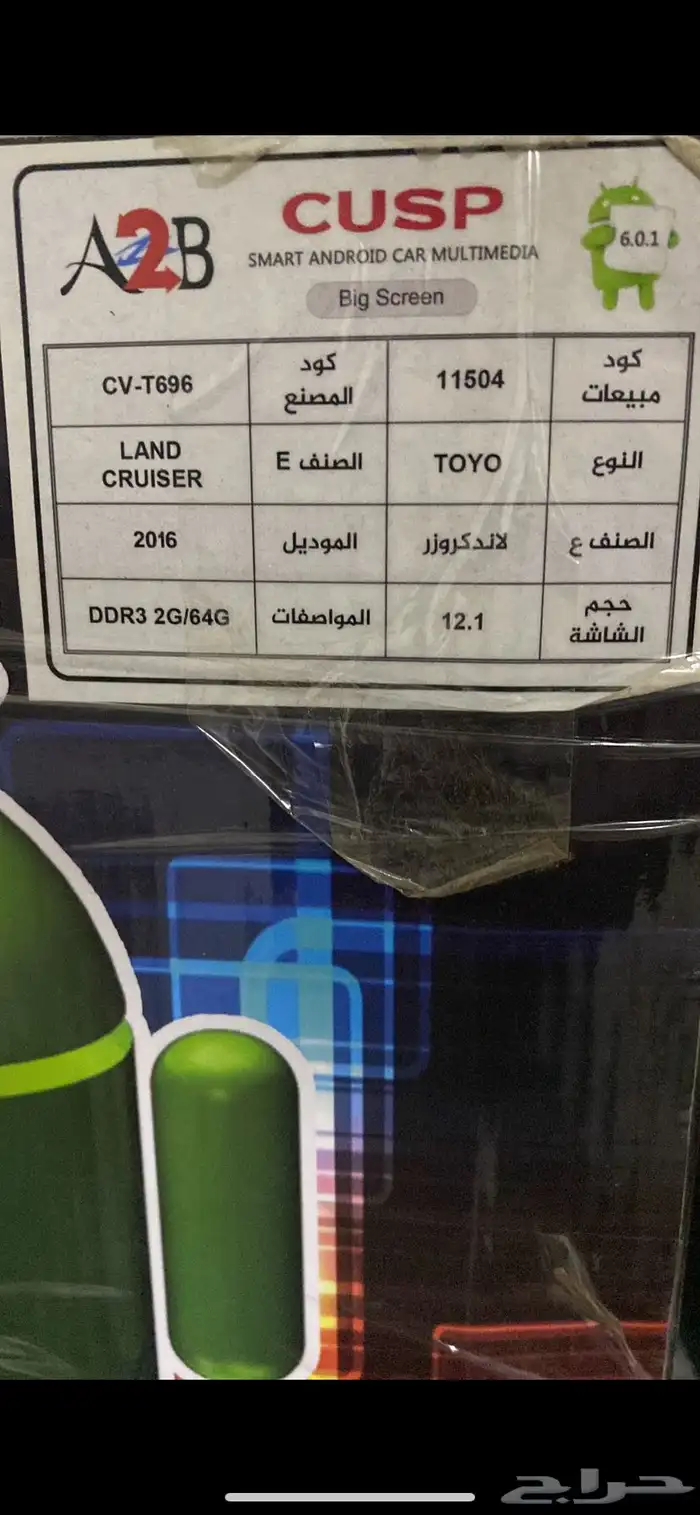 A2B
CUSP
SMART ANDROID CAR MULTIMEDIA
Big Screen
6.0.1
كود مبيعات
11504
كود المصنع
CV-T696
النوع
TOYO
الصنف E
LAND CRUISER
الصنف ع
لاندكروزر
الموديل
2016
حجم الشاشة
12.1
المواصفات
DDR3 2G/64G
حراج